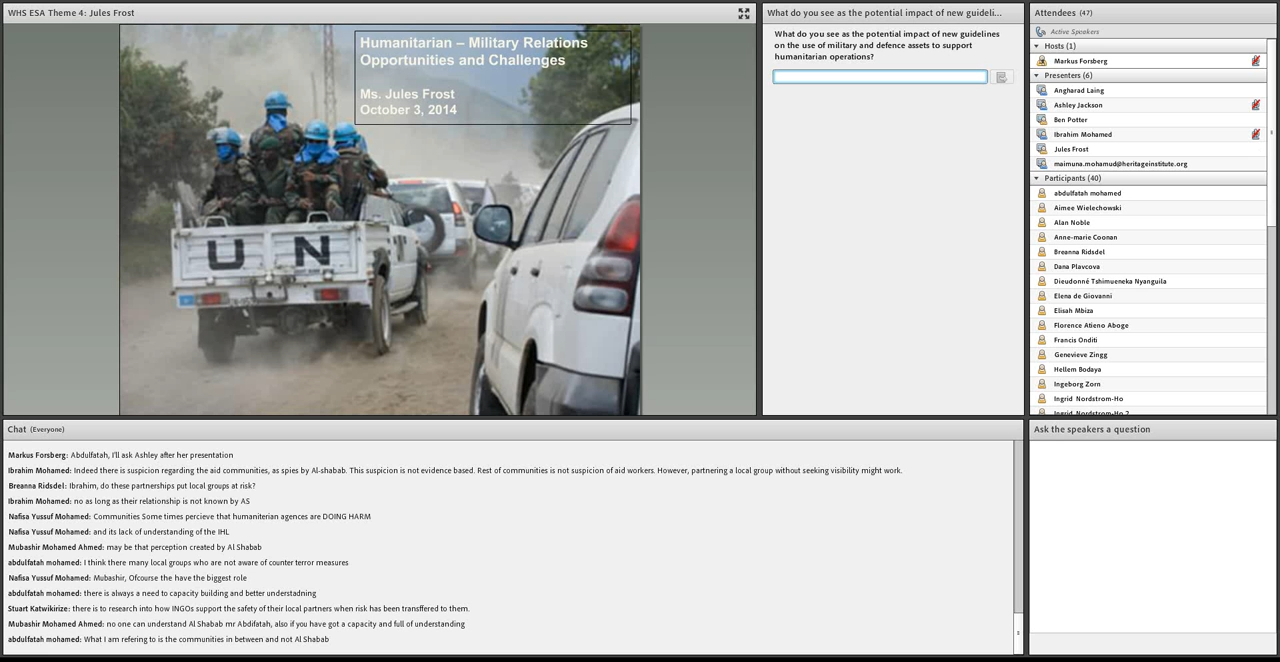 WHS ESA Theme 4: Jules Frost
Humanitarian – Military Relations
Opportunities and Challenges
Ms. Jules Frost
October 3, 2014
U N
What do you see as the potential impact of new guideli...
What do you see as the potential impact of new guidelines
on the use of military and defence assets to support
humanitarian operations?
Attendees (47)
Active Speakers
Hosts (1)
Markus Forsberg
Presenters (6)
Angharad Laing
Ashley Jackson
Ben Potter
Ibrahim Mohamed
Jules Frost
maimuna.mohamud@heritageinstitute.org
Participants (40)
abdulfatah mohamed
Aimee Wielechowski
Alan Noble
Anne-marie Coonan
Breanna Ridsdel
Dana Plavcova
Dieudonné Tshimueneka Nyanguila
Elena de Giovanni
Elisah Mbiza
Florence Atieno Aboge
Francis Onditi
Genevieve Zingg
Hellem Bodaya
Ingeborg Zorn
Ingrid Nordstrom-Ho
Ingrid Nordstrom-Ho 2
Chat (Everyone)
Markus Forsberg: Abdulfatah, I'll ask Ashley after her presentation
Ibrahim Mohamed: Indeed there is suspicion regarding the aid communities, as spies by Al-shabab. This suspicion is not evidence based. Rest of communities is not suspicion of aid workers. However, partnering a local group without seeking visibility might work.
Breanna Ridsdel: Ibrahim, do these partnerships put local groups at risk?
Ibrahim Mohamed: no as long as their relationship is not known by AS
Nafisa Yussuf Mohamed: Communities Some times percieve that humaniterian agences are DOING HARM
Nafisa Yussuf Mohamed: and its lack of understanding of the IHL
Mubashir Mohamed Ahmed: may be that perception created by Al Shabab
abdulfatah mohamed: I think there many local groups who are not aware of counter terror measures
Nafisa Yussuf Mohamed: Mubashir, Ofcourse the have the biggest role
abdulfatah mohamed: there is always a need to capacity building and better understadning
Stuart Katwikirize: there is to research into how INGOs support the safety of their local partners when risk has been transffered to them.
Mubashir Mohamed Ahmed: no one can understand Al Shabab mr Abdifatah, also if you have got a capacity and full of understanding
abdulfatah mohamed: What I am refering to is the communities in between and not Al Shabab
Ask the speakers a question